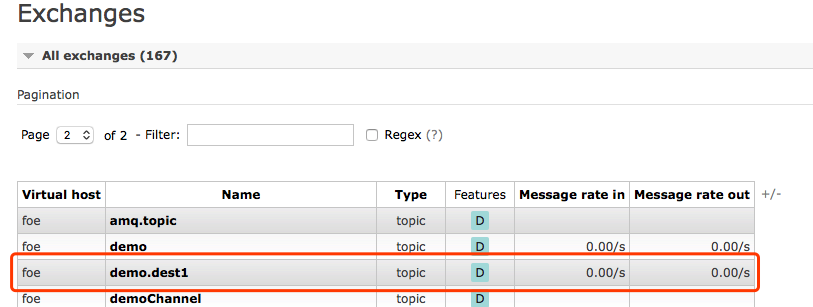 Exchanges
All exchanges (167)
Pagination
Page 2 of 2 - Filter: Regex (?)
Virtual host Name Type Features Message rate in Message rate out +/-
foe amq.topic topic D
foe demo topic D 0.00/s 0.00/s
foe demo.dest1 topic D 0.00/s 0.00/s
foe demoChannel topic D